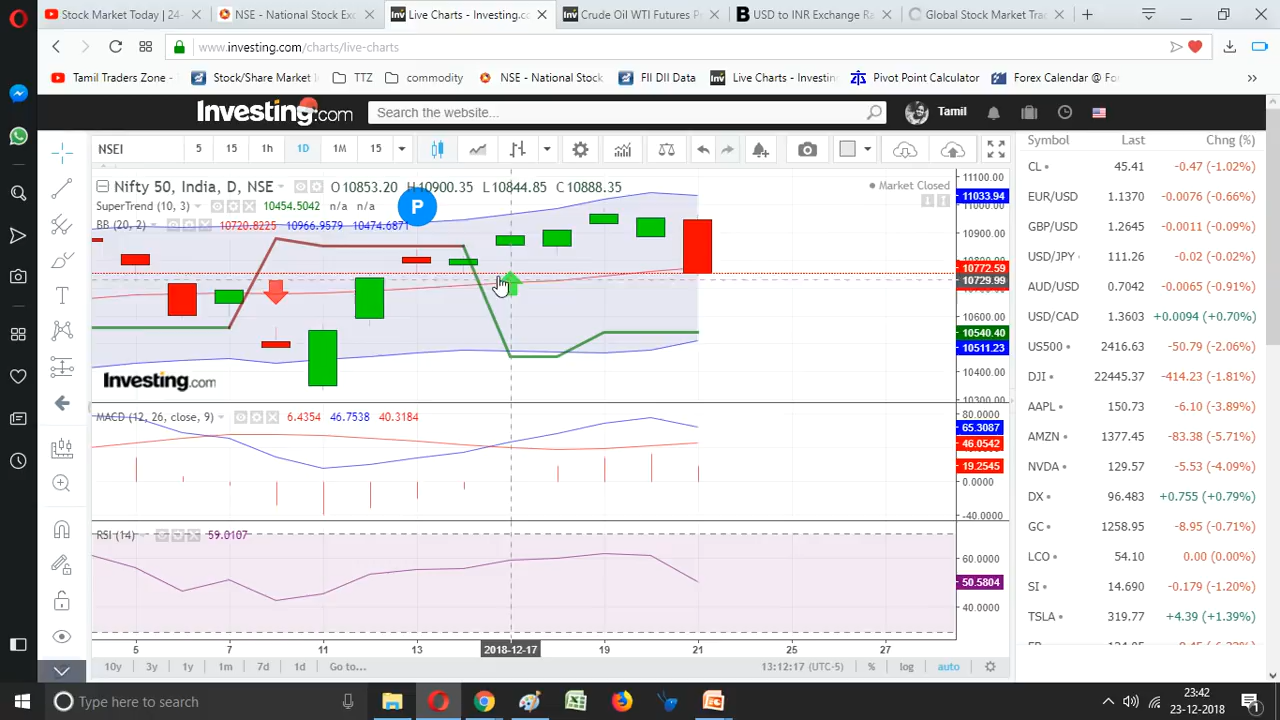 Stock Market Today | 24-
NSE - National Stock Exc
Live Charts - Investing.co
Crude Oil WTI Futures P
USD to INR Exchange Ra
Global Stock Market Trad
www.investing.com/charts/live-charts
Tamil Traders Zone -
Stock/Share Market
TTZ
commodity
NSE - National Stock
FII DII Data
Live Charts - Investin
Pivot Point Calculator
Forex Calendar @ Fo
Investing.com
Search the website...
Tamil
NSEI
5
15
1h
1D
1M
15
Symbol
Last
Chng (%)
Nifty 50, India, D, NSE
O 10853.20 H 10900.35 L 10844.85 C 10888.35
Market Closed
SuperTrend (10, 3)
10454.5042 n/a n/a
BB (20, 2)
10720.8225 10966.9579 10474.6871
P
11100.00
11033.94
11000.00
10900.00
10772.59
10729.99
10600.00
10540.40
10511.23
10400.00
10300.00
Investing.com
MACD (12, 26, close, 9)
6.4354 46.7538 40.3184
80.0000
65.3087
46.0542
19.2545
0.0000
-40.0000
RSI (14)
59.0107
60.0000
50.5804
40.0000
5
7
11
13
2018-12-17
19
21
25
27
10y
3y
1y
1m
7d
1d
Go to...
13:12:17 (UTC-5)
%
log
auto
CL 45.41 -0.47 (-1.02%)
EUR/USD 1.1370 -0.0076 (-0.66%)
GBP/USD 1.2645 -0.0011 (-0.09%)
USD/JPY 111.26 -0.02 (-0.02%)
AUD/USD 0.7042 -0.0065 (-0.91%)
USD/CAD 1.3603 +0.0094 (+0.70%)
US500 2416.63 -50.79 (-2.06%)
DJI 22445.37 -414.23 (-1.81%)
AAPL 150.73 -6.10 (-3.89%)
AMZN 1377.45 -83.38 (-5.71%)
NVDA 129.57 -5.53 (-4.09%)
DX 96.483 +0.755 (+0.79%)
GC 1258.95 -8.95 (-0.71%)
LCO 54.10 0.00 (0.00%)
SI 14.690 -0.179 (-1.20%)
TSLA 319.77 +4.39 (+1.39%)
Type here to search
23:42
23-12-2018